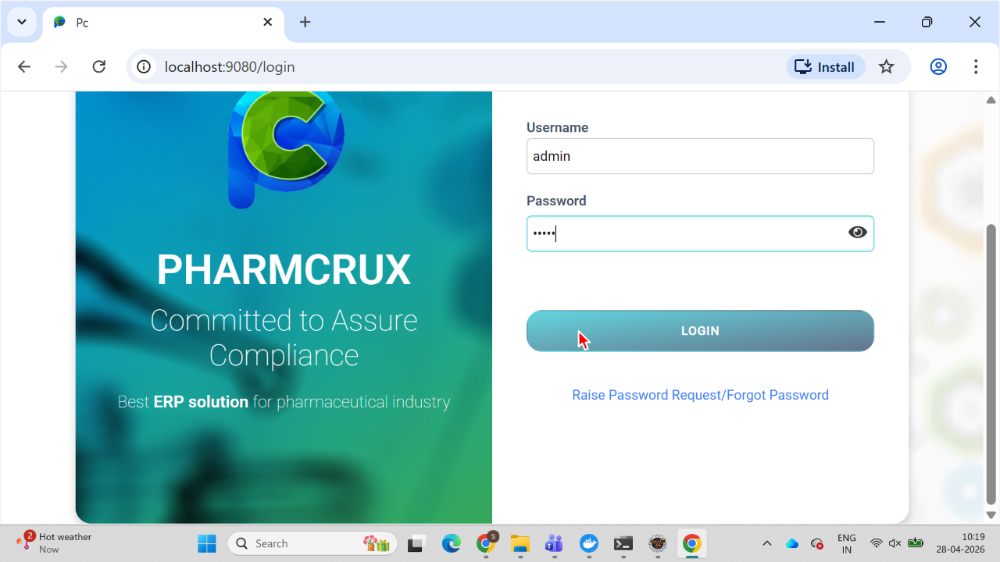 Pc
localhost:9080/login
Install
Username
admin
Password
•••••
PHARMCRUX
Committed to Assure
Compliance
Best ERP solution for pharmaceutical industry
LOGIN
Raise Password Request/Forgot Password
2
Hot weather
Now
Search
S
ENG
IN
10:19
28-04-2026